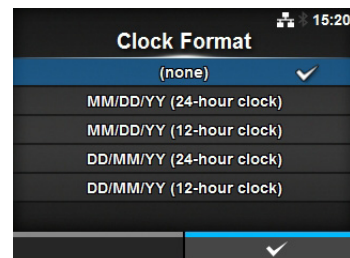 15:20
Clock Format
(none)
MM/DD/YY (24-hour clock)
MM/DD/YY (12-hour clock)
DD/MM/YY (24-hour clock)
DD/MM/YY (12-hour clock)